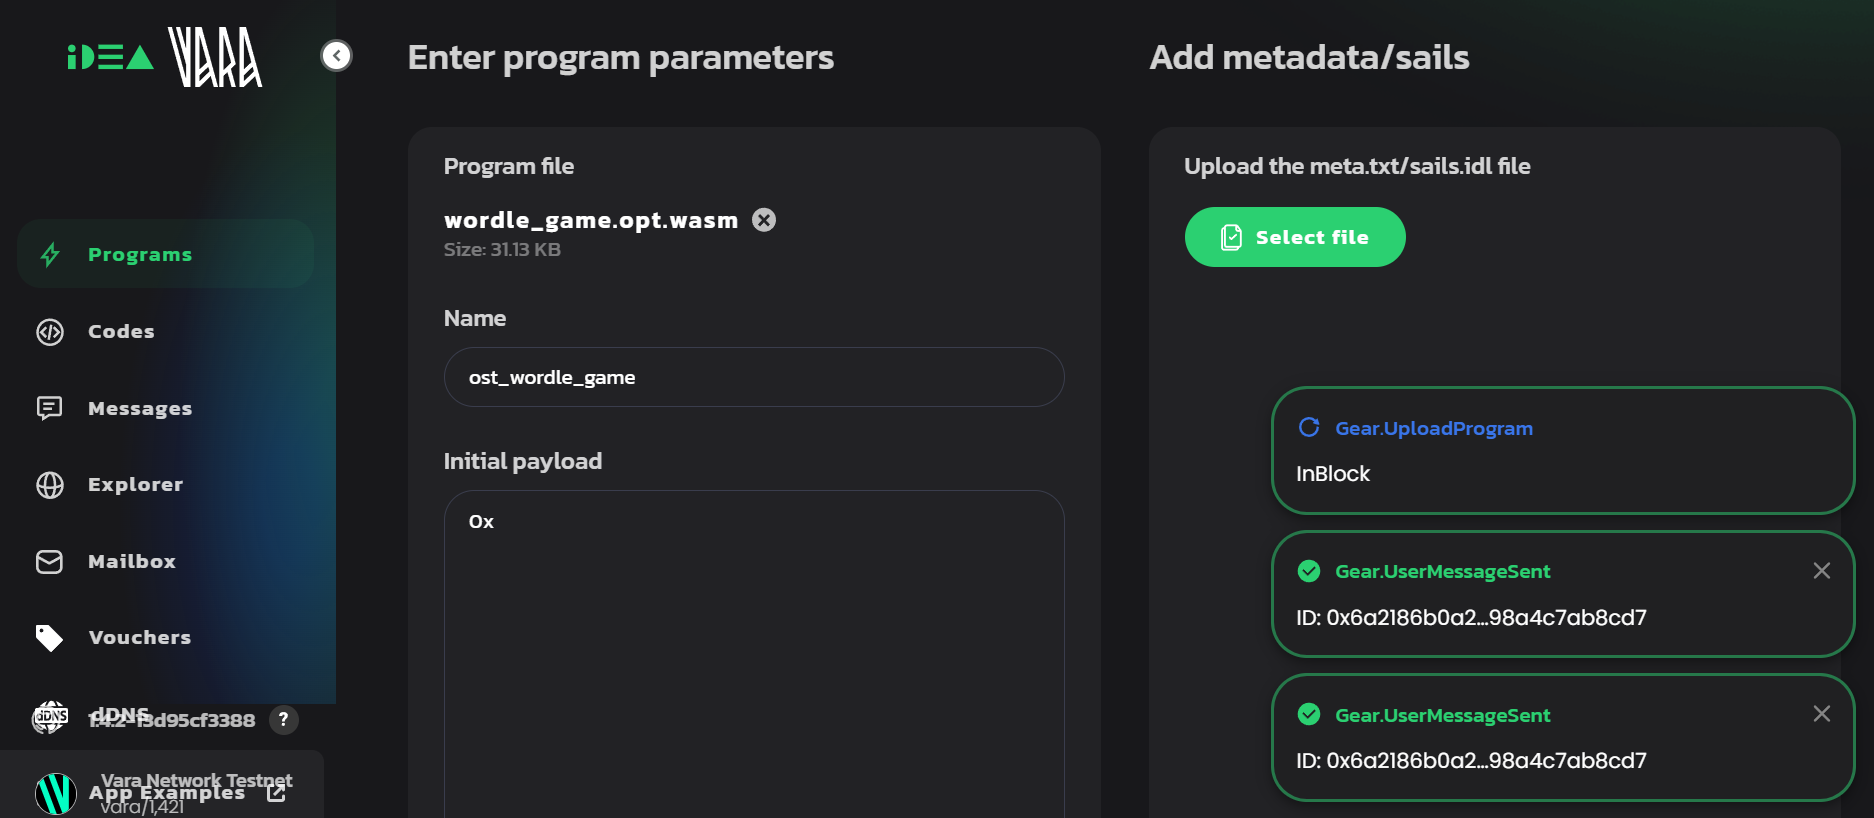 iDEA VARA
Programs
Codes
Messages
Explorer
Mailbox
Vouchers
dDNS
1.4.2-13d95cf3388 ?
Vara Network Testnet
App Examples
vara/1,421
Enter program parameters
Program file
wordle_game.opt.wasm
Size: 31.13 KB
Name
ost_wordle_game
Initial payload
0x
Add metadata/sails
Upload the meta.txt/sails.idl file
Select file
Gear.UploadProgram
InBlock
Gear.UserMessageSent
ID: 0x6a2186b0a2...98a4c7ab8cd7
Gear.UserMessageSent
ID: 0x6a2186b0a2...98a4c7ab8cd7